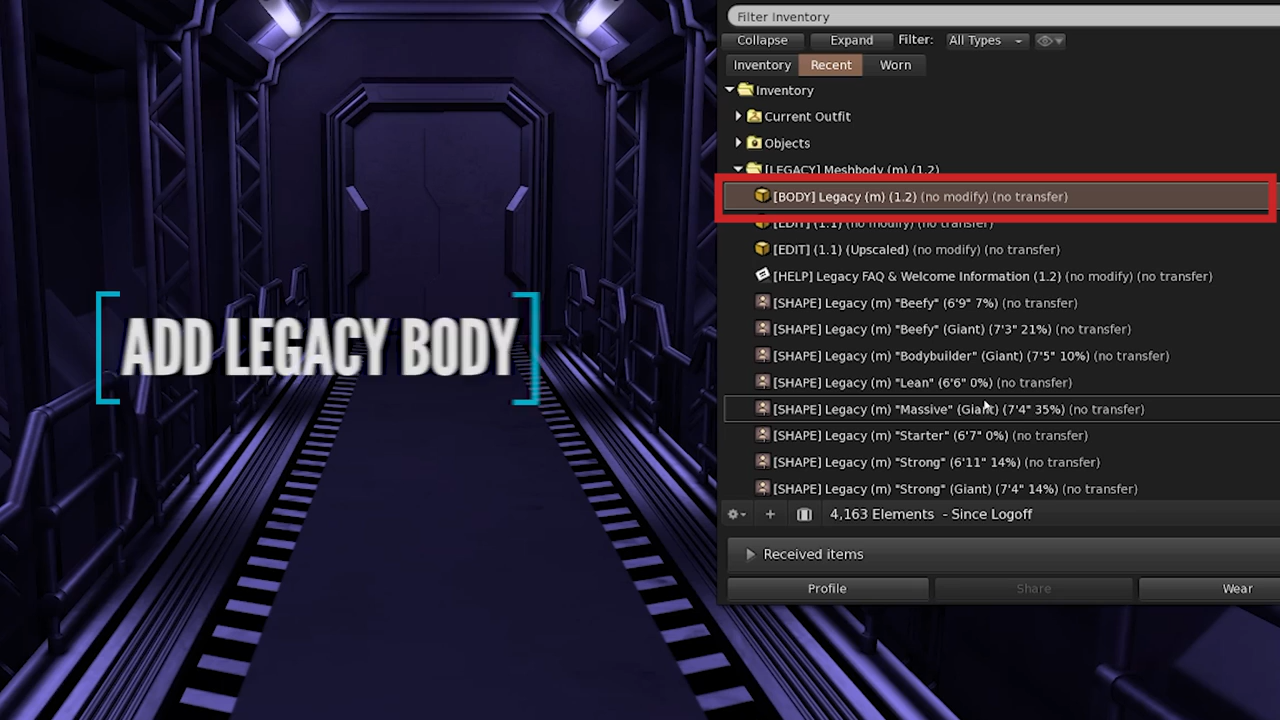 ADD LEGACY BODY
Filter Inventory
Collapse Expand Filter: All Types
Inventory Recent Worn
Inventory
Current Outfit
Objects
[LEGACY] Meshbody (m) (1.2)
[BODY] Legacy (m) (1.2) (no modify) (no transfer)
[EDIT] (1.1) (no modify) (no transfer)
[EDIT] (1.1) (Upscaled) (no modify) (no transfer)
[HELP] Legacy FAQ & Welcome Information (1.2) (no modify) (no transfer)
[SHAPE] Legacy (m) "Beefy" (6'9" 7%) (no transfer)
[SHAPE] Legacy (m) "Beefy" (Giant) (7'3" 21%) (no transfer)
[SHAPE] Legacy (m) "Bodybuilder" (Giant) (7'5" 10%) (no transfer)
[SHAPE] Legacy (m) "Lean" (6'6" 0%) (no transfer)
[SHAPE] Legacy (m) "Massive" (Giant) (7'4" 35%) (no transfer)
[SHAPE] Legacy (m) "Starter" (6'7" 0%) (no transfer)
[SHAPE] Legacy (m) "Strong" (6'11" 14%) (no transfer)
[SHAPE] Legacy (m) "Strong" (Giant) (7'4" 14%) (no transfer)
4,163 Elements - Since Logoff
Received items
Profile Share Wear